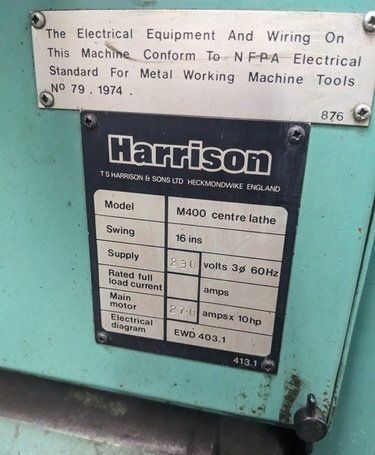 The Electrical Equipment And Wiring On
This Machine Conform To NFPA Electrical
Standard For Metal Working Machine Tools
Nº 79.1974.
876
Harrison
T S HARRISON & SONS LTD HECKMONDWIKE ENGLAND
Model M400 centre lathe
Swing 16 ins
Supply 230 volts 3ø 60Hz
Rated full
load current amps
Main
motor 27·0 amps x 10hp
Electrical
diagram EWD 403.1
413.1